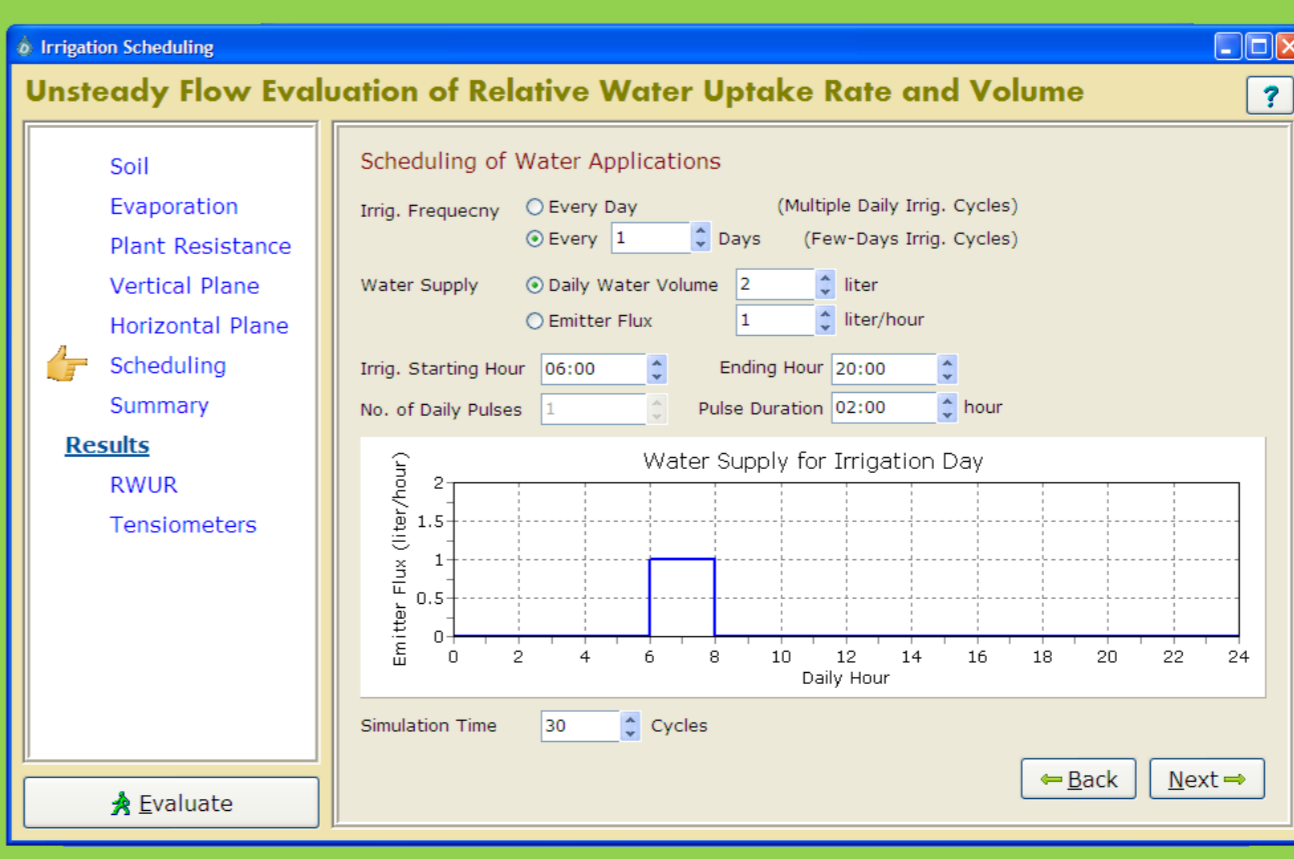 Irrigation Scheduling
Unsteady Flow Evaluation of Relative Water Uptake Rate and Volume
?
Soil
Evaporation
Plant Resistance
Vertical Plane
Horizontal Plane
Scheduling
Summary
Results
RWUR
Tensiometers
Evaluate
Scheduling of Water Applications
Irrig. Frequecny Every Day (Multiple Daily Irrig. Cycles)
Every 1 Days (Few-Days Irrig. Cycles)
Water Supply Daily Water Volume 2 liter
Emitter Flux 1 liter/hour
Irrig. Starting Hour 06:00 Ending Hour 20:00
No. of Daily Pulses 1 Pulse Duration 02:00 hour
Water Supply for Irrigation Day
Emitter Flux (liter/hour)
2
1.5
1
0.5
0
0 2 4 6 8 10 12 14 16 18 20 22 24
Daily Hour
Simulation Time 30 Cycles
Back Next